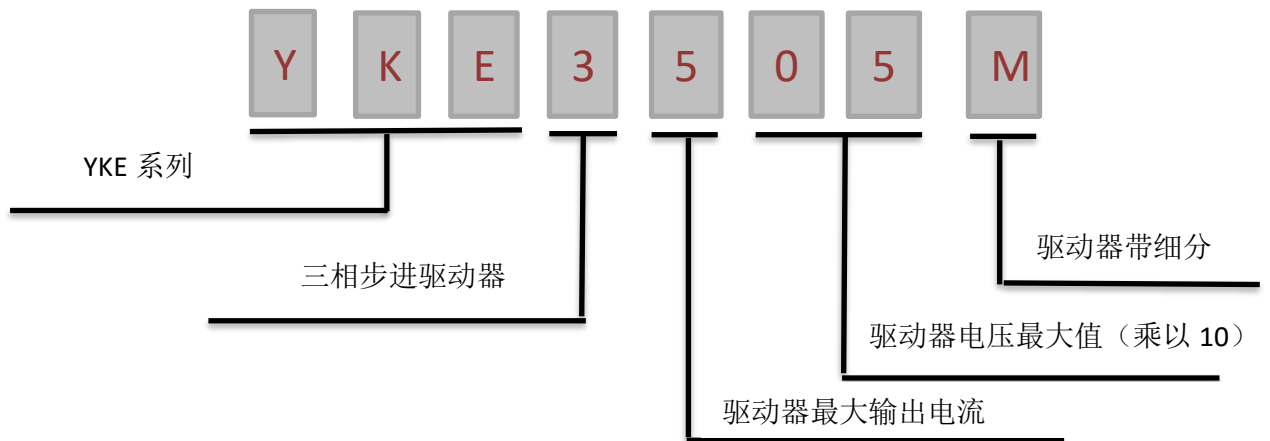 Y K E 3 5 0 5 M
YKE 系列
驱动器带细分
三相步进驱动器
驱动器电压最大值（乘以 10）
驱动器最大输出电流